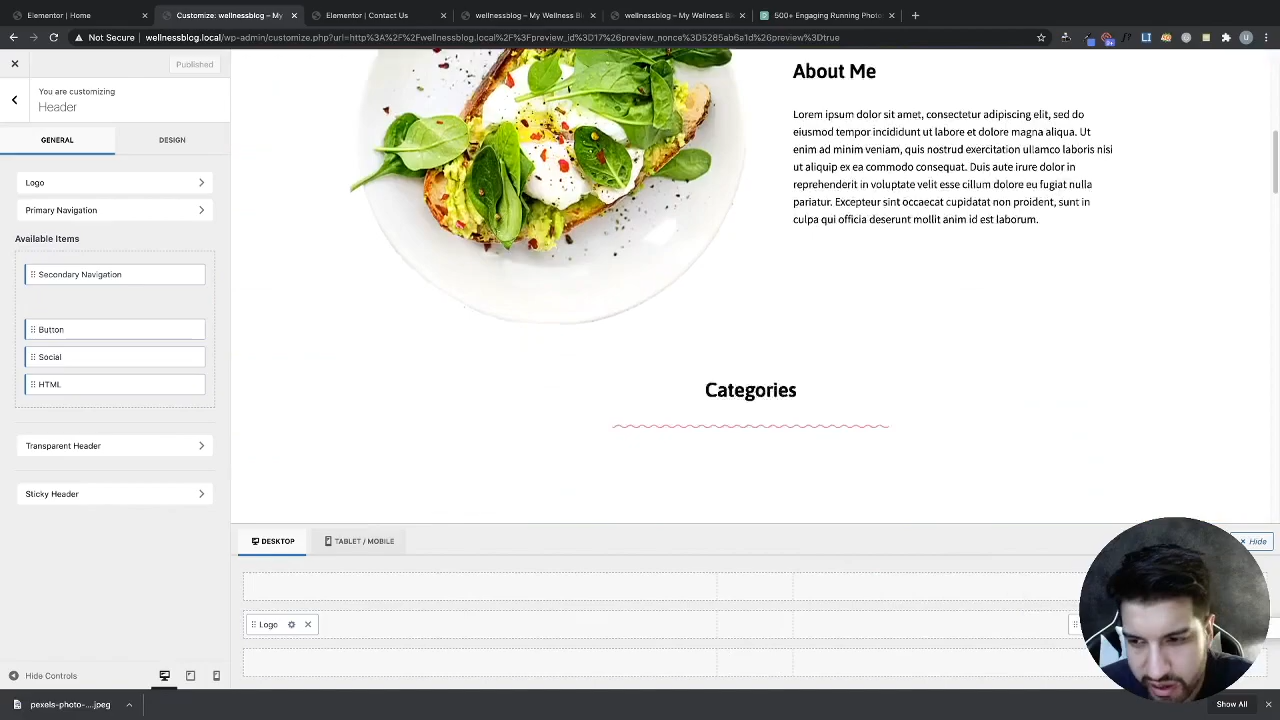 Elementor | Contact Us
Customize: wellnessblog – My
Elementor | Contact Us
wellnessblog – My Wellness Bl
wellnessblog – My Wellness Bl
500+ Engaging Running Photo
Not Secure | wellnessblog.local/wp-admin/customize.php?url=http%3A%2F%2Fwellnessblog.local%2F%3Fpreview_id%3D17%26preview_nonce%3D5285ab6e1d%26preview%3Dtrue
Published
You are customizing
Header
GENERAL
DESIGN
Logo
Primary Navigation
Available Items
Secondary Navigation
Button
Social
HTML
Transparent Header
Sticky Header
Hide Controls
About Me
Lorem ipsum dolor sit amet, consectetur adipiscing elit, sed do
eiusmod tempor incididunt ut labore et dolore magna aliqua. Ut
enim ad minim veniam, quis nostrud exercitation ullamco laboris nisi
ut aliquip ex ea commodo consequat. Duis aute irure dolor in
reprehenderit in voluptate velit esse cillum dolore eu fugiat nulla
pariatur. Excepteur sint occaecat cupidatat non proident, sunt in
culpa qui officia deserunt mollit anim id est laborum.
Categories
DESKTOP
TABLET / MOBILE
Hide
Logo
pexels-photo-....jpeg
Show All